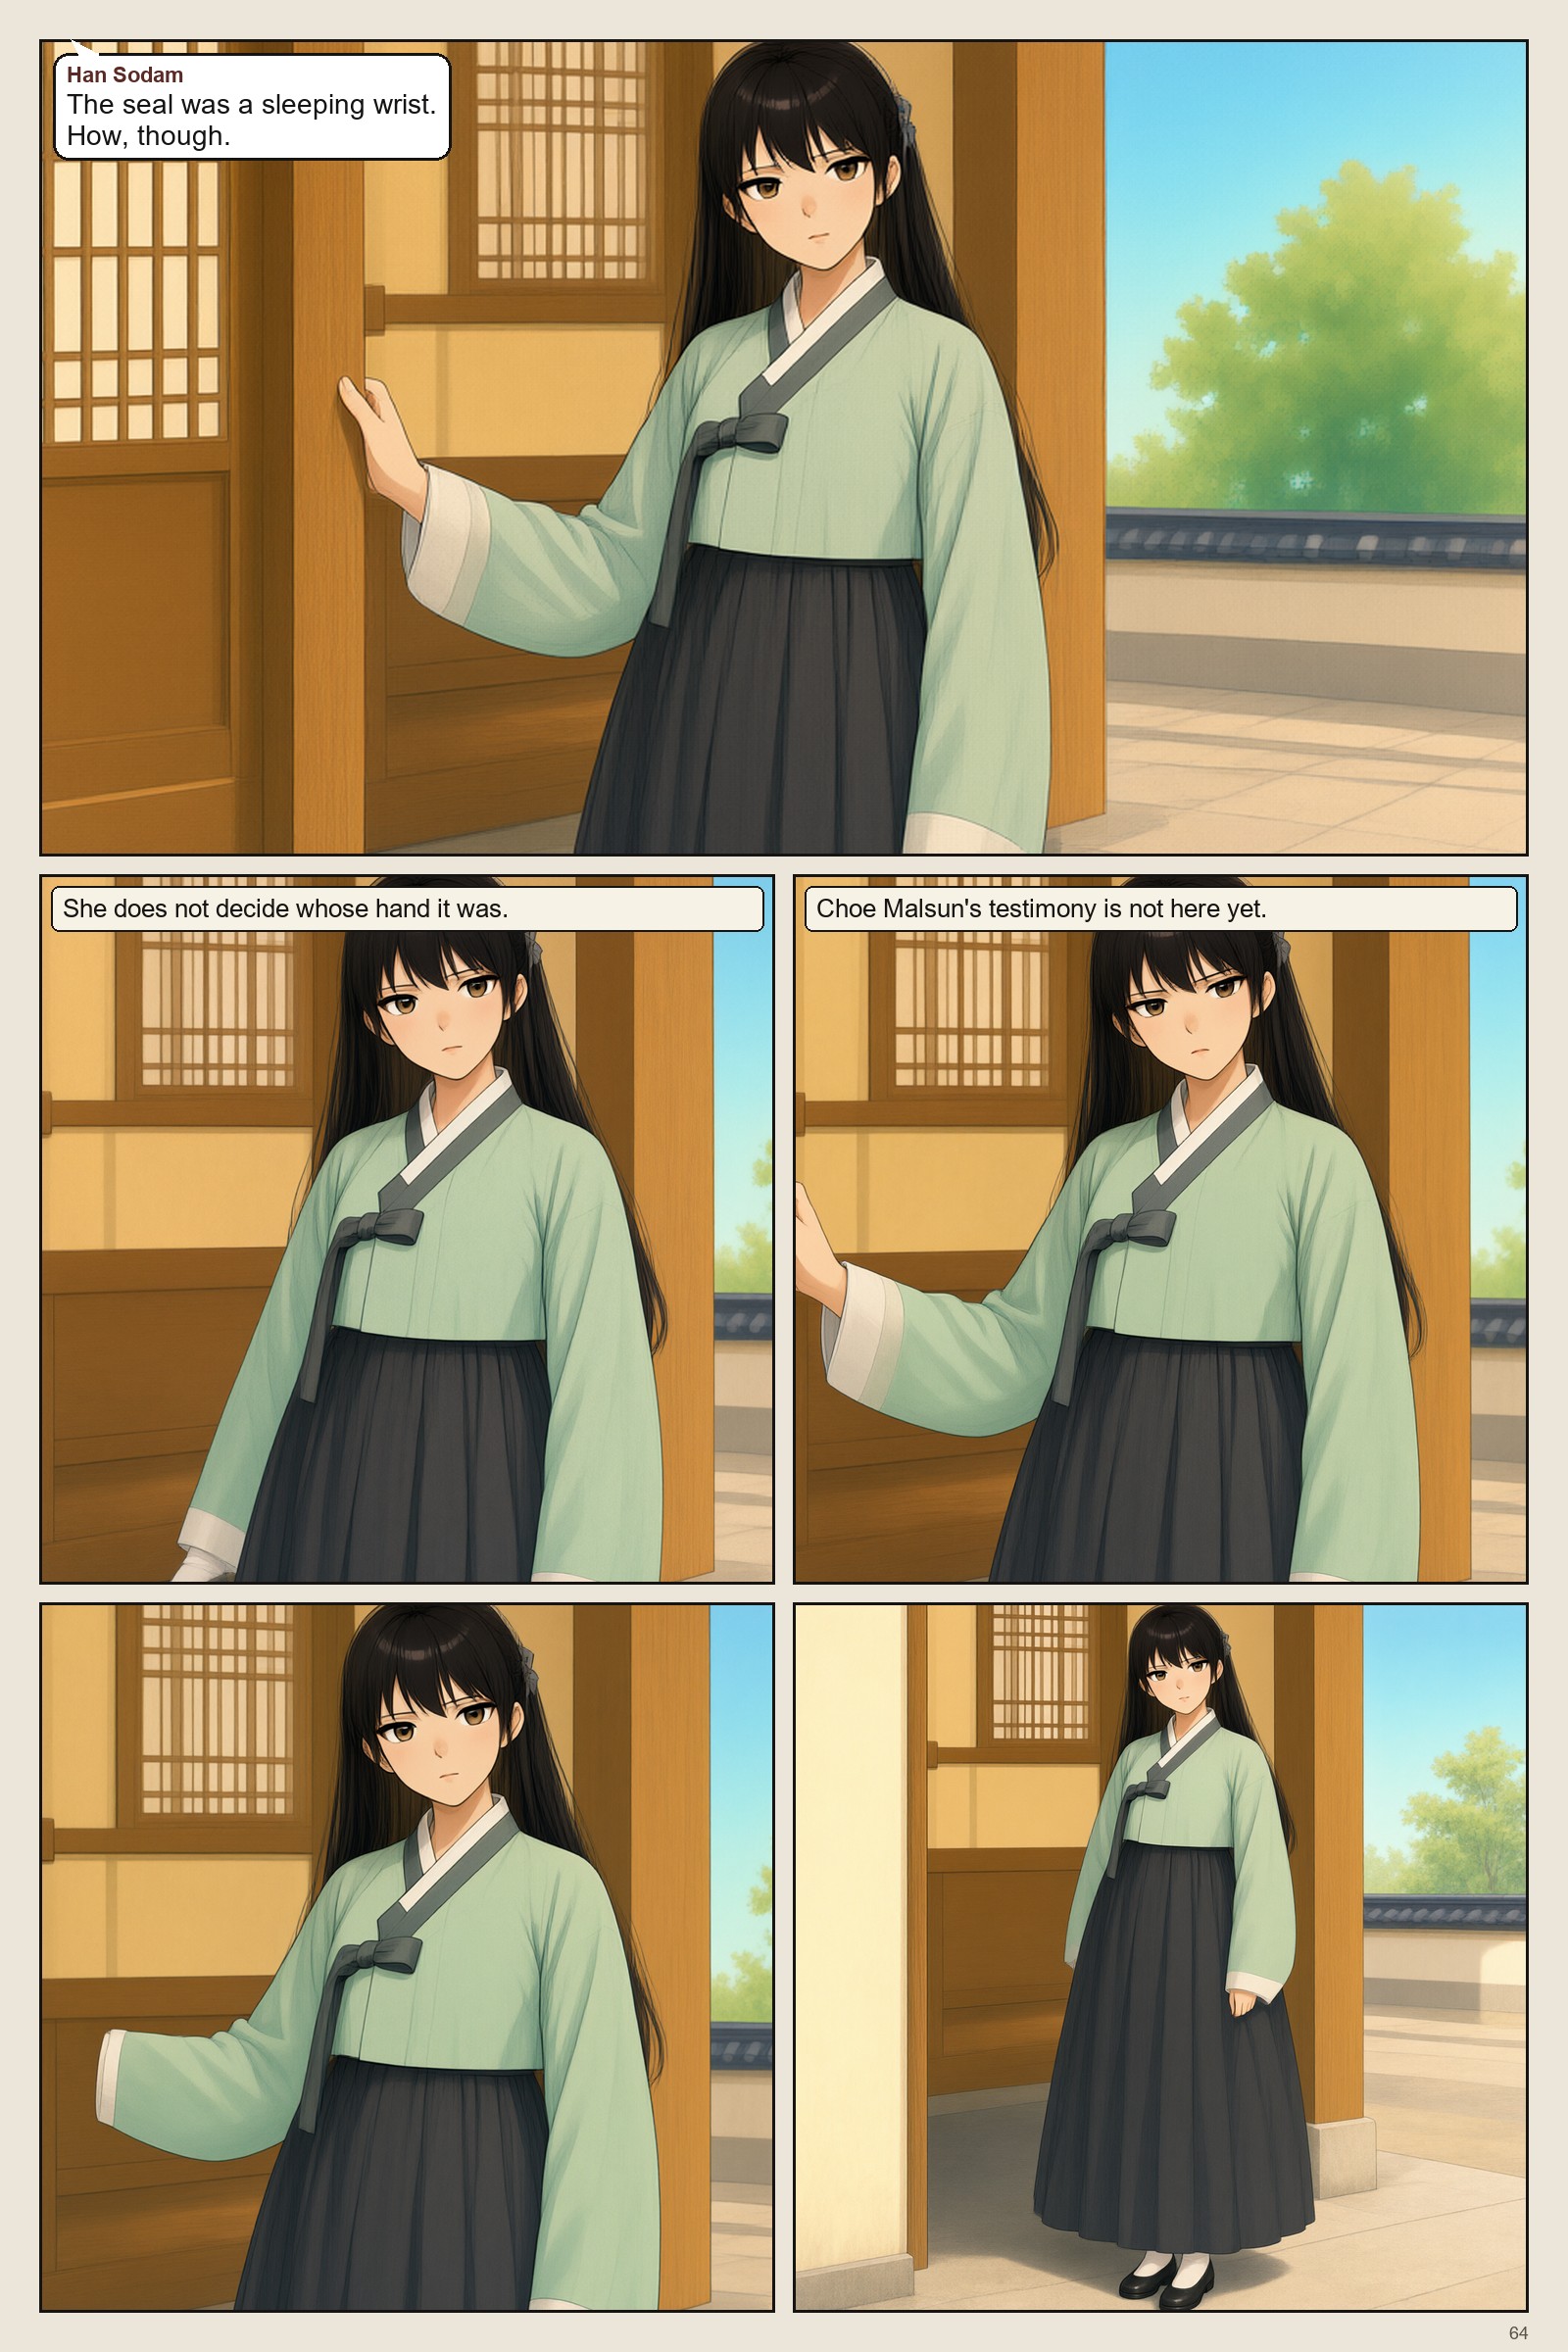 Han Sodam
The seal was a sleeping wrist.
How, though.
She does not decide whose hand it was.
Choe Malsun's testimony is not here yet.
64